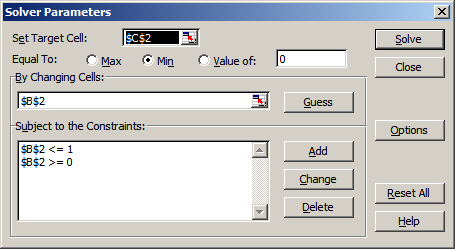 Solver Parameters
Set Target Cell: $C$2 Solve
Equal To: Max Min Value of: 0
Close
By Changing Cells:
$B$2 Guess
Subject to the Constraints: Options
$B$2 <= 1 Add
$B$2 >= 0
Change
Reset All
Delete
Help